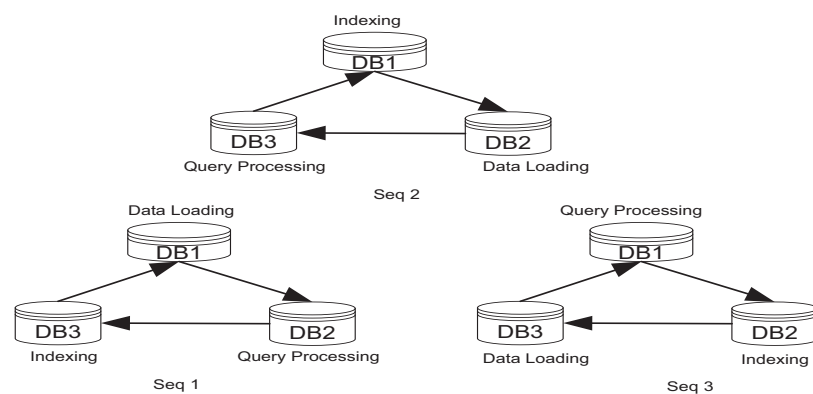 Indexing
DB1
DB3
DB2
Query Processing
Data Loading
Seq 2
Data Loading
DB1
DB3
DB2
Indexing
Query Processing
Seq 1
Query Processing
DB1
DB3
DB2
Data Loading
Indexing
Seq 3